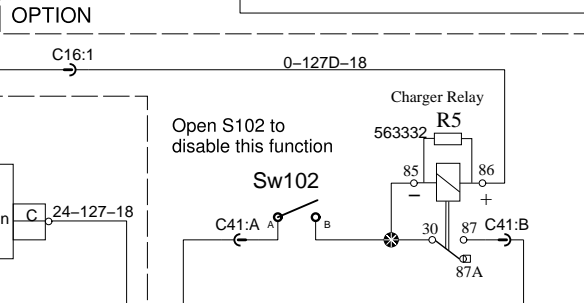 OPTION
C16:1
0-127D-18
Charger Relay
R5
563332
Open S102 to
disable this function
Sw102
85
86
−
+
n
C
24-127-18
C41:A
A
B
30
87
C41:B
87A